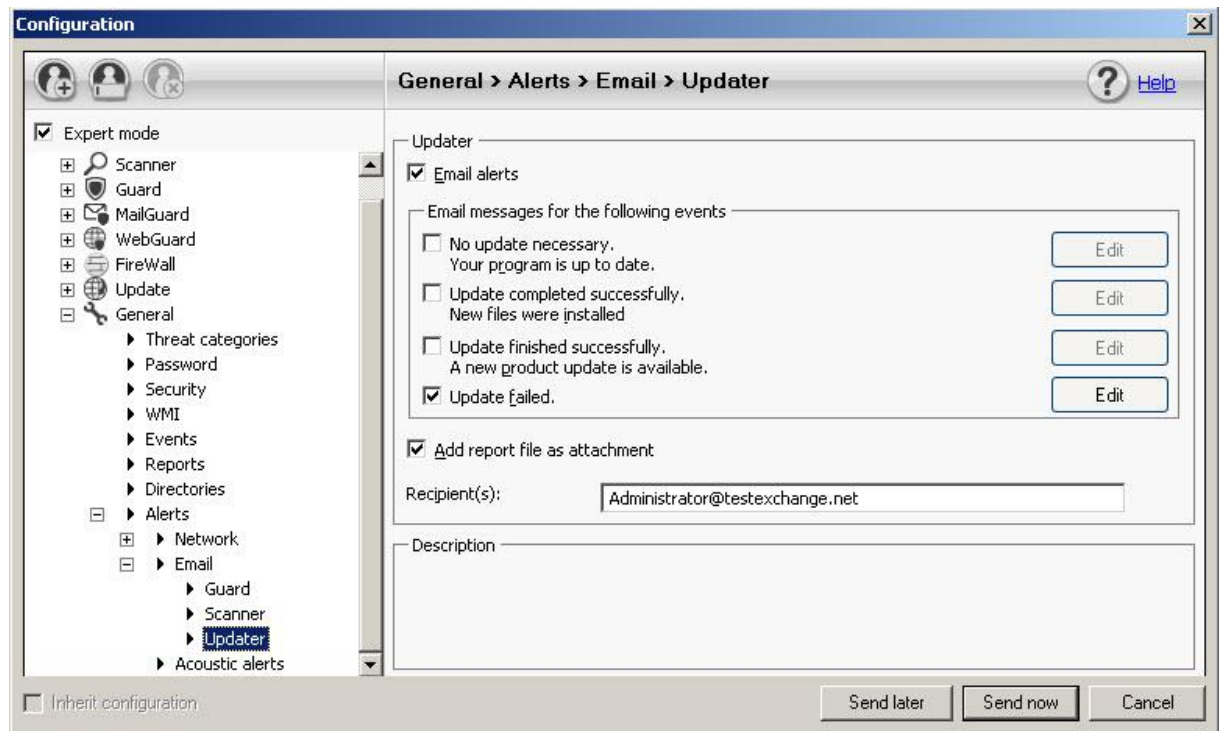 Configuration
General > Alerts > Email > Updater
? Help
Expert mode
Scanner
Guard
MailGuard
WebGuard
FireWall
Update
General
Threat categories
Password
Security
WMI
Events
Reports
Directories
Alerts
Network
Email
Guard
Scanner
Updater
Acoustic alerts
Updater
Email alerts
Email messages for the following events
No update necessary.
Your program is up to date.
Edit
Update completed successfully.
New files were installed
Edit
Update finished successfully.
A new product update is available.
Edit
Update failed.
Edit
Add report file as attachment
Recipient(s):
Administrator@testexchange.net
Description
Inherit configuration
Send later
Send now
Cancel